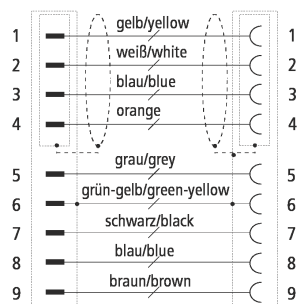 1 gelb/yellow 1
2 weiß/white 2
3 blau/blue 3
4 orange 4
5 grau/grey 5
6 grün-gelb/green-yellow 6
7 schwarz/black 7
8 blau/blue 8
9 braun/brown 9